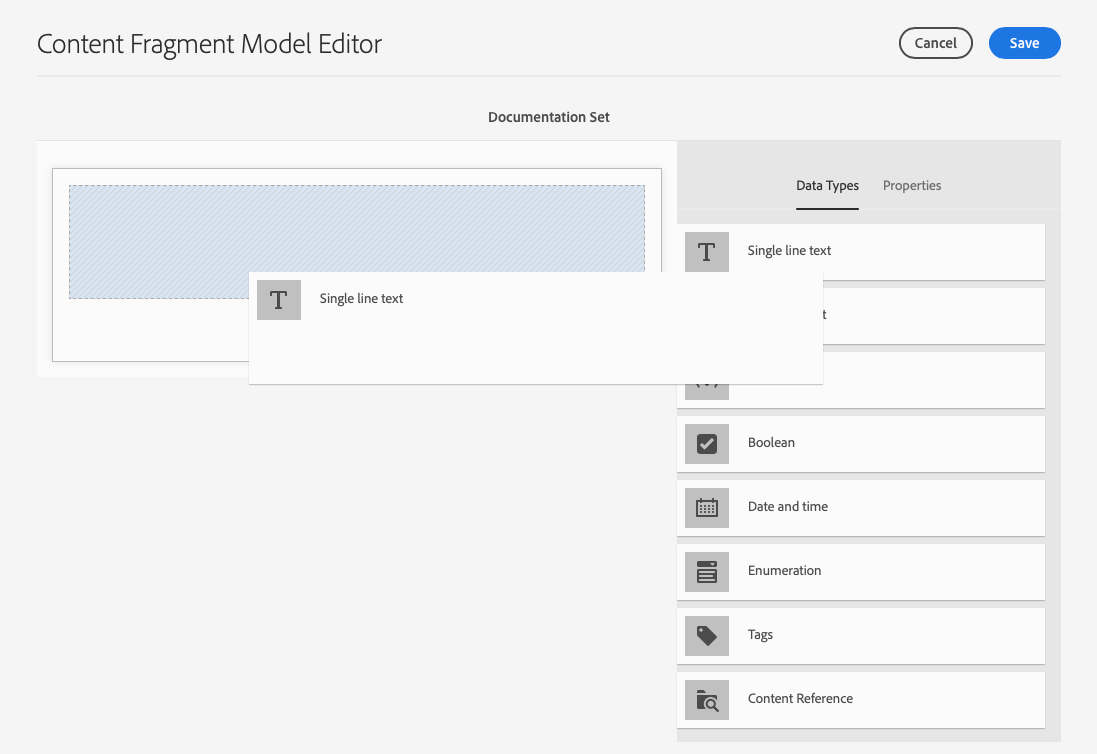 Content Fragment Model Editor
Cancel
Save
Documentation Set
Data Types
Properties
Single line text
Single line text
Boolean
Date and time
Enumeration
Tags
Content Reference